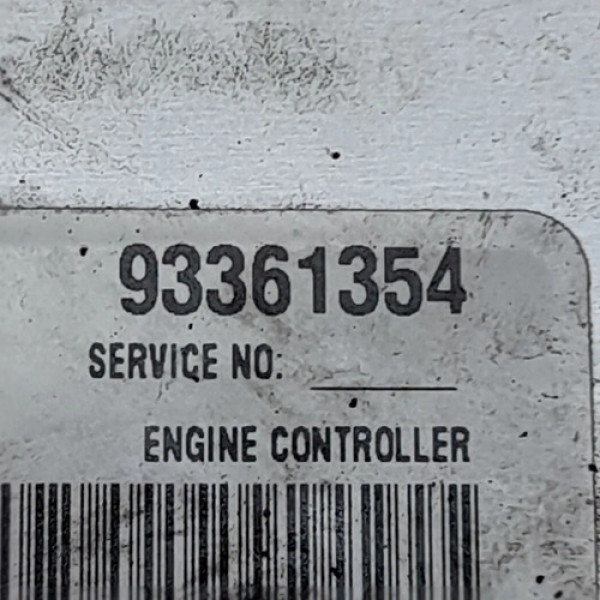 93361354
SERVICE NO:
ENGINE CONTROLLER